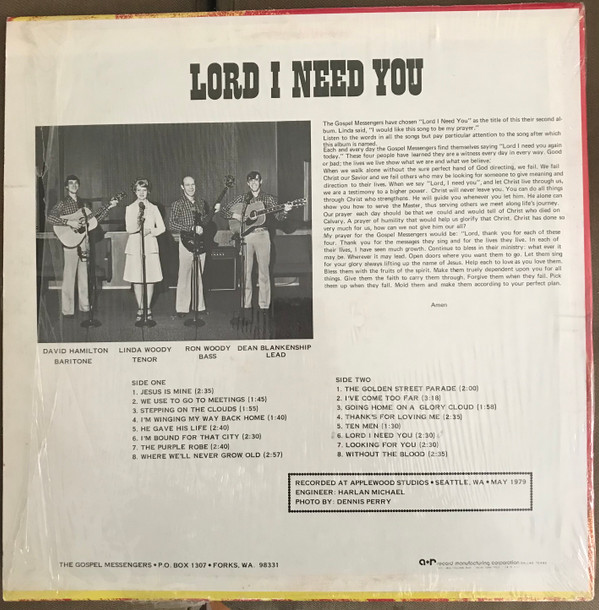 LORD I NEED YOU
The Gospel Messengers have chosen "Lord I Need You" as the title of this their second al-
bum. Linda said, "I would like this song to be my prayer."
Listen to the words in all the songs but pay particular attention to the song after which
this album is named.
Each and every day the Gospel Messengers find themselves saying "Lord I need you again
today." These four people have learned they are a witness every day in every way. Good
or bad; the lives we live show what we are and what we believe.
When we walk alone without the sure perfect hand of God directing, we fail. We fail
Christ our Savior and we fail others who may be looking for someone to give meaning and
direction to their lives. When we say "Lord, I need you", and let Christ live through us,
we are a testimony to a higher power. Christ will never leave you. You can do all things
through Christ who strengthens. He will guide you whenever you let him. He alone can
show you how to serve the Master, thus serving others we meet along life's journey.
Our prayer each day should be that we could and would tell of Christ who died on
Calvary. A prayer of humility that would help us glorify that Christ. Christ has done so
very much for us, how can we not give him our all?
My prayer for the Gospel Messengers would be: "Lord, thank you for each of these
four. Thank you for the messages they sing and for the lives they live. In each of
their lives, I have seen much growth. Continue to bless in their ministry: what ever it
may be. Wherever it may lead. Open doors where you want them to go. Let them sing
for your glory always lifting up the name of Jesus. Help each to love as you love them.
Bless them with the fruits of the spirit. Make them truely dependent upon you for all
things. Give them the faith to carry them through. Forgive them when they fail. Pick
them up when they fall. Mold them and make them according to your perfect plan.
Amen
DAVID HAMILTON
BARITONE
LINDA WOODY
TENOR
RON WOODY
BASS
DEAN BLANKENSHIP
LEAD
SIDE ONE
1. JESUS IS MINE (2:35)
2. WE USE TO GO TO MEETINGS (1:45)
3. STEPPING ON THE CLOUDS (1:55)
4. I'M WINGING MY WAY BACK HOME (1:40)
5. HE GAVE HIS LIFE (2:40)
6. I'M BOUND FOR THAT CITY (2:30)
7. THE PURPLE ROBE (2:40)
8. WHERE WE'LL NEVER GROW OLD (2:57)
SIDE TWO
1. THE GOLDEN STREET PARADE (2:00)
2. I'VE COME TOO FAR (3:18)
3. GOING HOME ON A GLORY CLOUD (1:58)
4. THANK'S FOR LOVING ME (2:35)
5. TEN MEN (1:30)
6. LORD I NEED YOU (2:30)
7. LOOKING FOR YOU (2:30)
8. WITHOUT THE BLOOD (2:35)
RECORDED AT APPLEWOOD STUDIOS • SEATTLE, WA • MAY 1979
ENGINEER: HARLAN MICHAEL
PHOTO BY: DENNIS PERRY
THE GOSPEL MESSENGERS • P.O. BOX 1307 • FORKS, WA. 98331
a•r record manufacturing corporation DALLAS, TEXAS